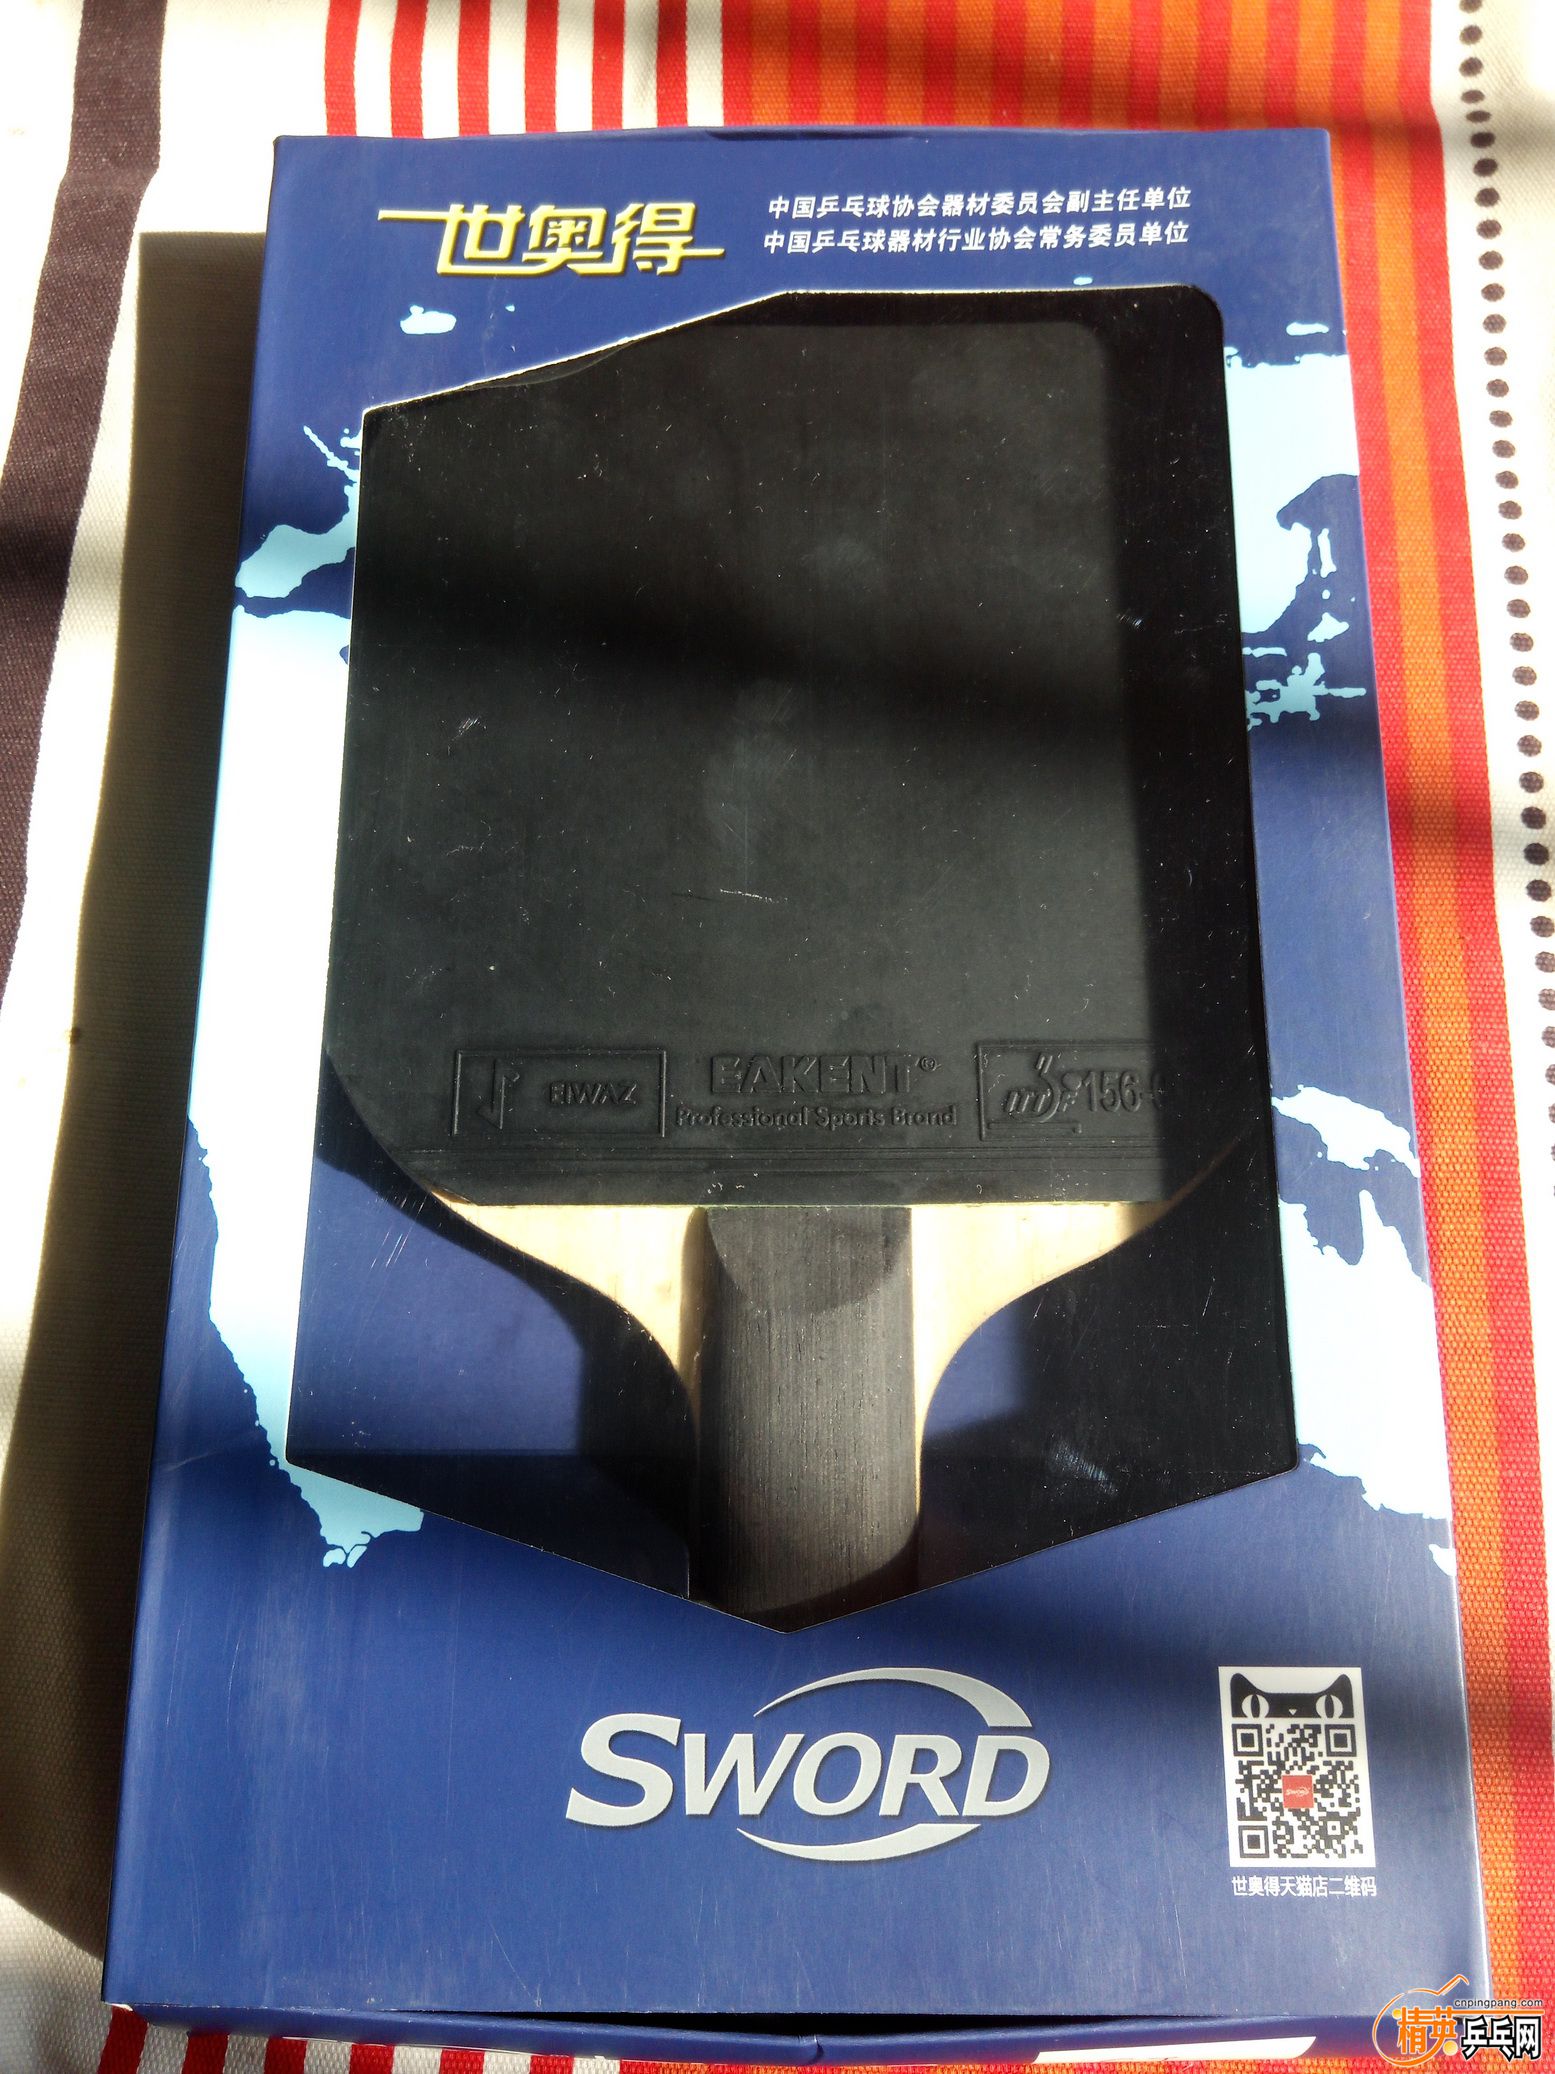 世奥得
中国乒乓球协会器材委员会副主任单位
中国乒乓球器材行业协会常务委员单位
EIWAZ
EAKENT®
Professional Sports Brand
156-
SWORD
世奥得天猫店二维码
cnpingpang.com
精英乒乓网